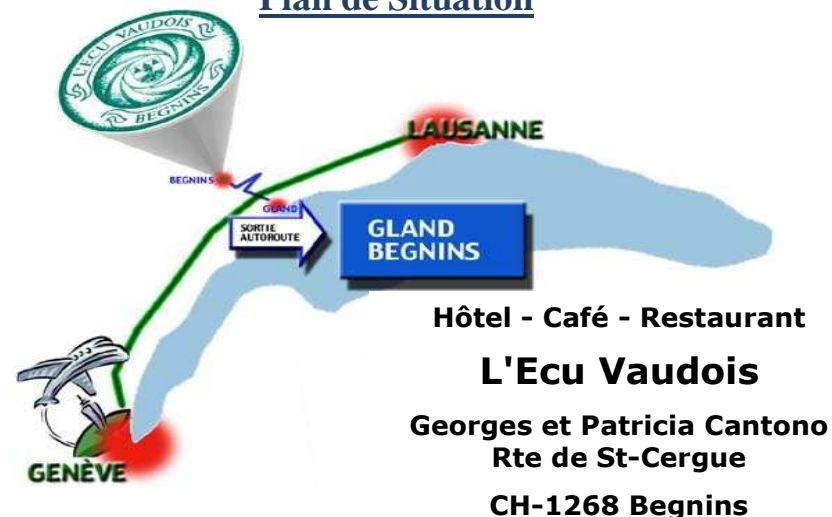 Plan de Situation
L'ECU VAUDOIS
BEGNINS
LAUSANNE
BEGNINS
GLAND
SORTIE
AUTOROUTE
GLAND
BEGNINS
Hôtel - Café - Restaurant
L'Ecu Vaudois
Georges et Patricia Cantono
Rte de St-Cergue
GENÈVE
CH-1268 Begnins